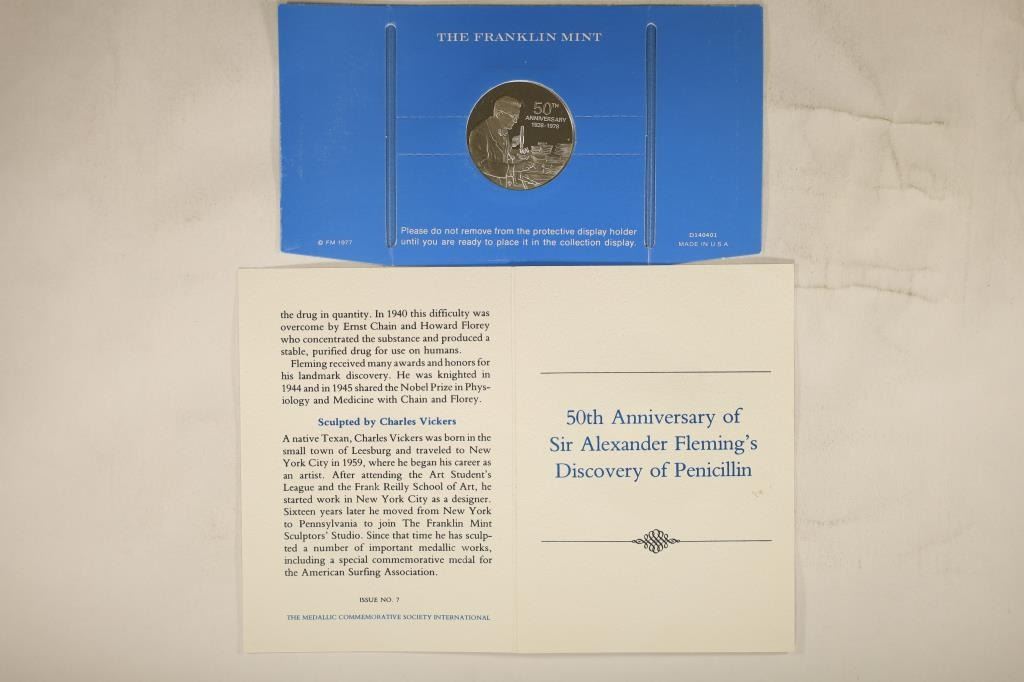 THE FRANKLIN MINT
50TH
ANNIVERSARY
1928-1978
Please do not remove from the protective display holder
until you are ready to place it in the collection display.
© FM 1977
D140401
MADE IN U.S.A
the drug in quantity. In 1940 this difficulty was
overcome by Ernst Chain and Howard Florey
who concentrated the substance and produced a
stable, purified drug for use on humans.
Fleming received many awards and honors for
his landmark discovery. He was knighted in
1944 and in 1945 shared the Nobel Prize in Phys-
iology and Medicine with Chain and Florey.
Sculpted by Charles Vickers
A native Texan, Charles Vickers was born in the
small town of Leesburg and traveled to New
York City in 1959, where he began his career as
an artist. After attending the Art Student's
League and the Frank Reilly School of Art, he
started work in New York City as a designer.
Sixteen years later he moved from New York
to Pennsylvania to join The Franklin Mint
Sculptors' Studio. Since that time he has sculp-
ted a number of important medallic works,
including a special commemorative medal for
the American Surfing Association.
ISSUE NO. 7
THE MEDALLIC COMMEMORATIVE SOCIETY INTERNATIONAL
50th Anniversary of
Sir Alexander Fleming's
Discovery of Penicillin